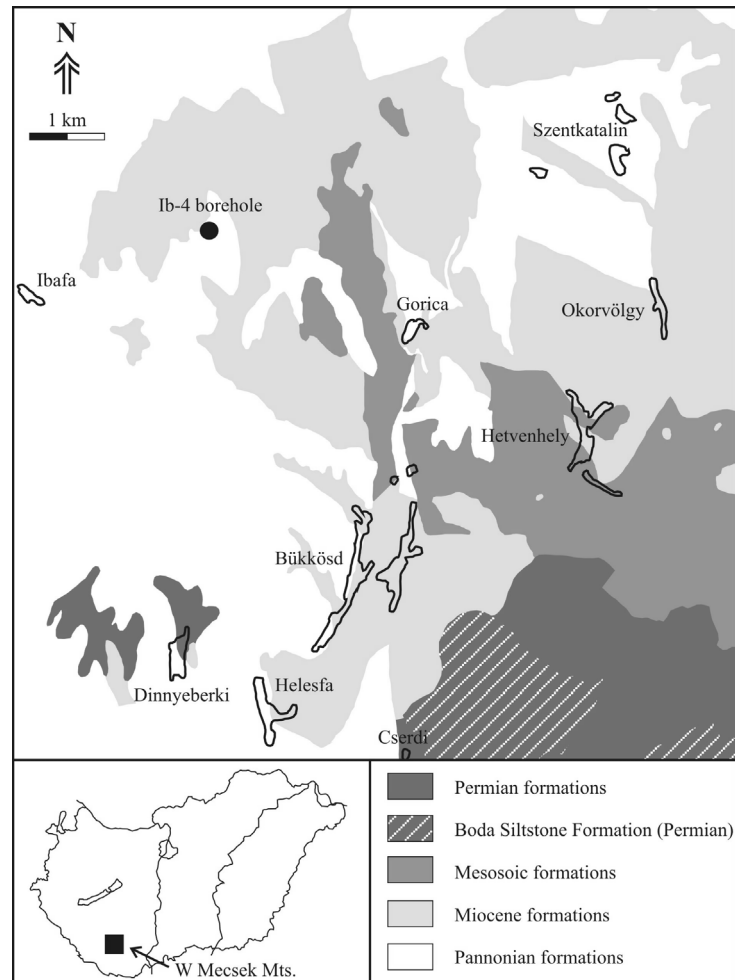 N
1 km
Szentkatalin
Ib-4 borehole
Ibafa
Gorica
Okorvölgy
Hetvenhely
Bükkösd
Dinnyeberki
Helesfa
Cserdi
Permian formations
Boda Siltstone Formation (Permian)
Mesosoic formations
Miocene formations
Pannonian formations
W Mecsek Mts.